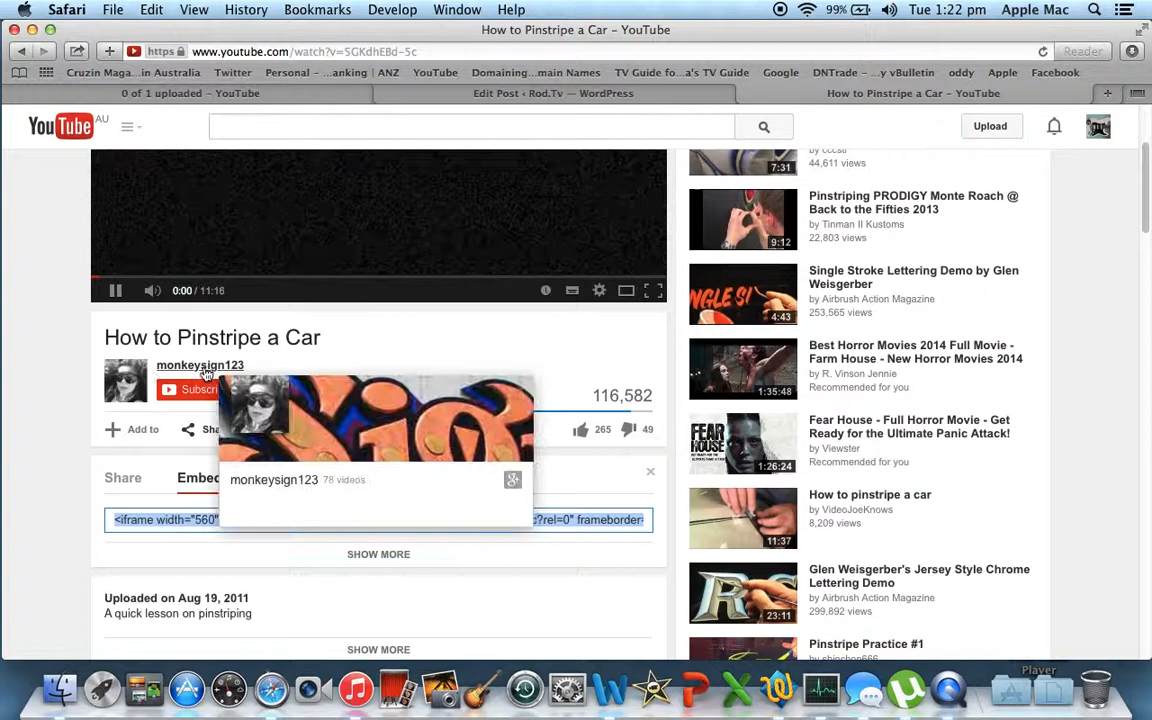 Safari File Edit View History Bookmarks Develop Window Help 99% Tue 1:22 pm Apple Mac
How to Pinstripe a Car – YouTube
https www.youtube.com/watch?v=5GKdhEBd-5c Reader
Cruzin Maga...in Australia Twitter Personal - ...anking | ANZ YouTube Domaining...main Names TV Guide fo...a's TV Guide Google DNTrade - ...y vBulletin oddy Apple Facebook
0 of 1 uploaded – YouTube Edit Post ‹ Rod.Tv — WordPress How to Pinstripe a Car – YouTube
YouTube AU Upload
44,611 views
7:31
Pinstriping PRODIGY Monte Roach @
Back to the Fifties 2013
by Tinman II Kustoms
22,803 views
9:12
Single Stroke Lettering Demo by Glen
Weisgerber
by Airbrush Action Magazine
253,565 views
4:43
0:00 / 11:16
How to Pinstripe a Car
monkeysign123
Subscri
116,582
Add to Sha 265 49
monkeysign123 78 videos
Share Embe
<iframe width="560" c?rel=0" frameborder=
SHOW MORE
Uploaded on Aug 19, 2011
A quick lesson on pinstriping
SHOW MORE
Best Horror Movies 2014 Full Movie -
Farm House - New Horror Movies 2014
by R. Vinson Jennie
Recommended for you
1:35:48
Fear House - Full Horror Movie - Get
Ready for the Ultimate Panic Attack!
by Viewster
Recommended for you
FEAR
HOUSE
1:26:24
How to pinstripe a car
by VideoJoeKnows
8,209 views
11:37
Glen Weisgerber's Jersey Style Chrome
Lettering Demo
by Airbrush Action Magazine
299,892 views
23:11
Pinstripe Practice #1
by shinchon666
Player